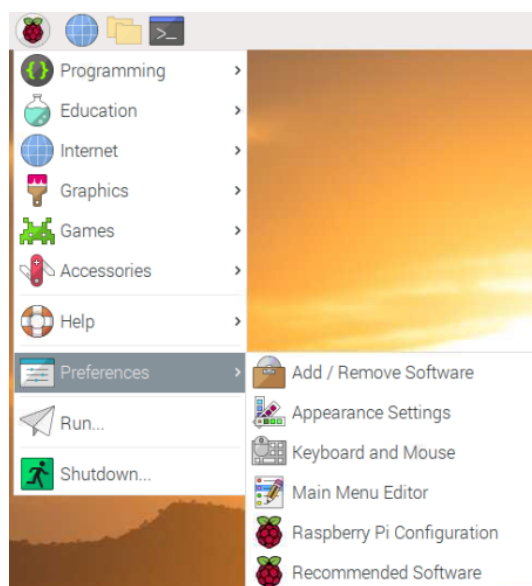 Programming
Education
Internet
Graphics
Games
Accessories
Help
Preferences
Run...
Shutdown...
Add / Remove Software
Appearance Settings
Keyboard and Mouse
Main Menu Editor
Raspberry Pi Configuration
Recommended Software